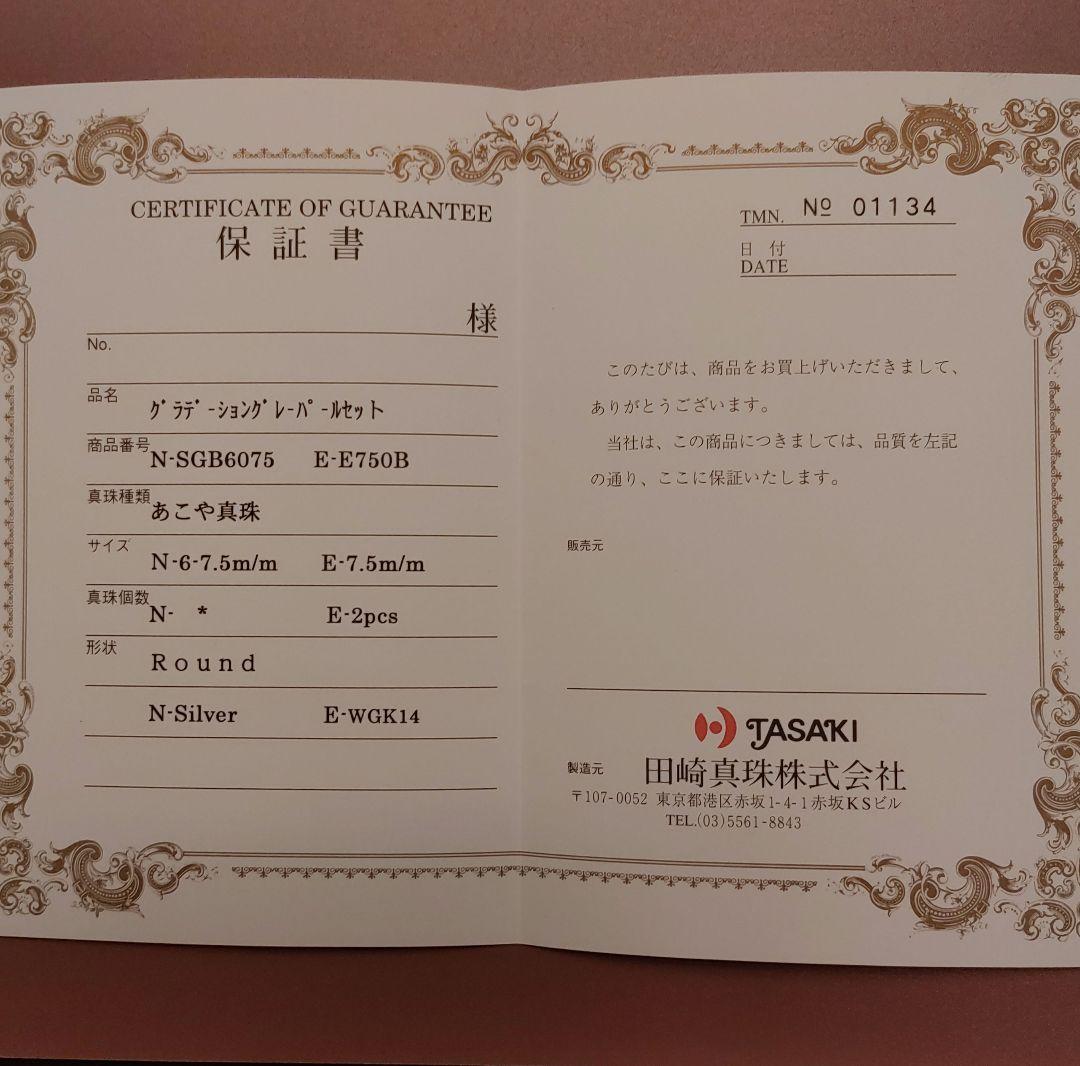 CERTIFICATE OF GUARANTEE
保証書
様
No.
品名 ｸﾞﾗﾃﾞｰｼｮﾝｸﾞﾚｰﾊﾟｰﾙｾｯﾄ
商品番号 N-SGB6075 E-E750B
真珠種類 あこや真珠
サイズ N-6-7.5m/m E-7.5m/m
真珠個数 N- * E-2pcs
形状 Round
N-Silver E-WGK14
TMN. № 01134
日付
DATE
このたびは、商品をお買上げいただきまして、
ありがとうございます。
当社は、この商品につきましては、品質を左記
の通り、ここに保証いたします。
販売元
TASAKI
製造元 田崎真珠株式会社
〒107-0052 東京都港区赤坂1-4-1赤坂KSビル
TEL.(03)5561-8843